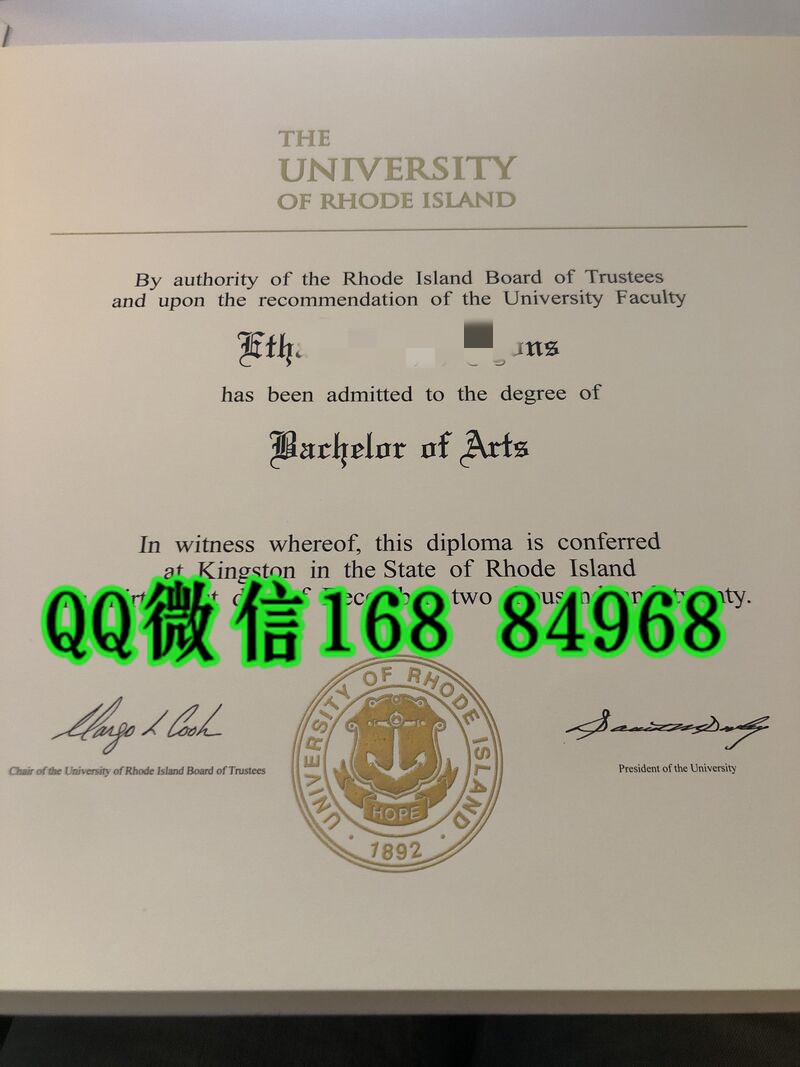 THE
UNIVERSITY
OF RHODE ISLAND
By authority of the Rhode Island Board of Trustees
and upon the recommendation of the University Faculty
has been admitted to the degree of
Bachelor of Arts
In witness whereof, this diploma is conferred
at Kingston in the State of Rhode Island
two
QQ微信168 84968
Margo L Cook
Chair of the University of Rhode Island Board of Trustees
President of the University
UNIVERSITY OF RHODE ISLAND
HOPE
1892